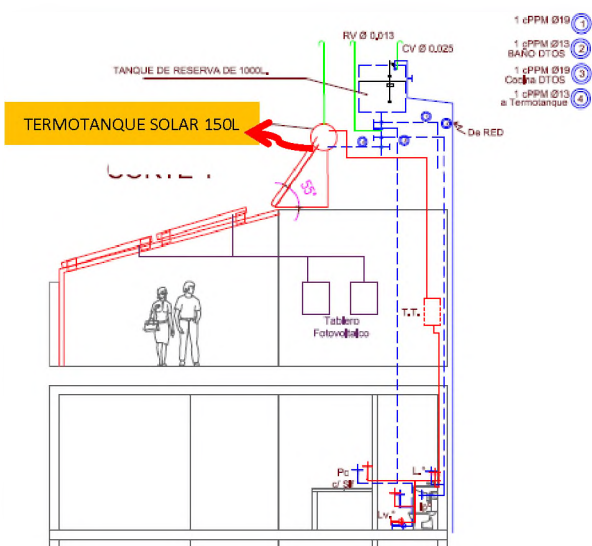 1 cPPM Ø19 1
RV Ø 0,013
CV Ø 0,025
1 cPPM Ø13 2
BAÑO DTOS
1 cPPM Ø19 3
Cocina DTOS
1 cPPM Ø13 4
a Termotanque
TANQUE DE RESERVA DE 1000L.
TERMOTANQUE SOLAR 150L
De RED
55°
T.T.
Tablero
Fotovoltaico
Pc
c/ Sif
L.*
Lv.*